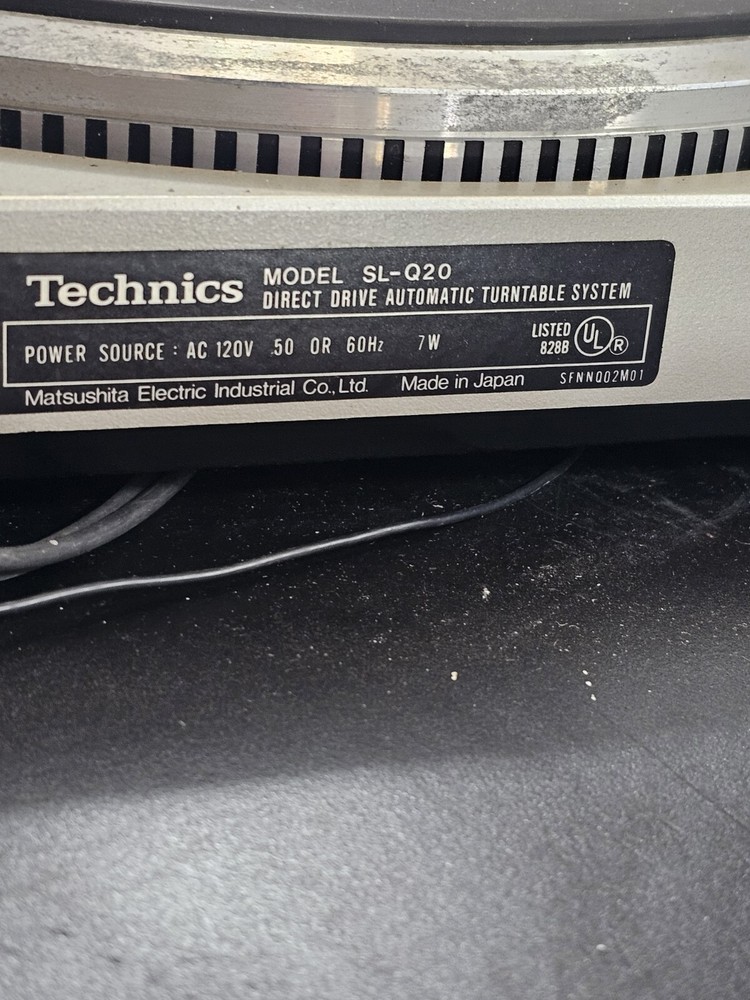 Technics MODEL SL-Q20
DIRECT DRIVE AUTOMATIC TURNTABLE SYSTEM
POWER SOURCE : AC 120V 50 OR 60Hz 7W
LISTED
828B
UL R
Matsushita Electric Industrial Co., Ltd. Made in Japan SFNNQ02M01